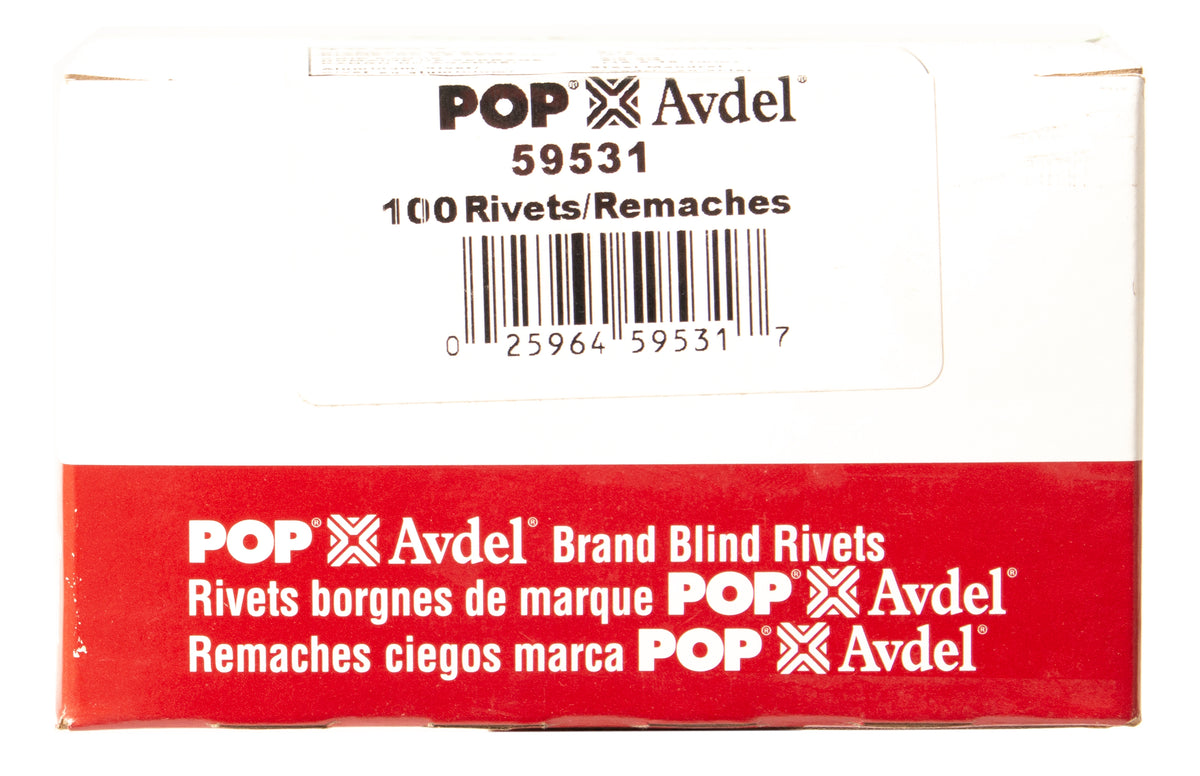 POP® Avdel®
59531
100 Rivets/Remaches
0 25964 59531 7
POP® Avdel® Brand Blind Rivets
Rivets borgnes de marque POP® Avdel®
Remaches ciegos marca POP® Avdel®